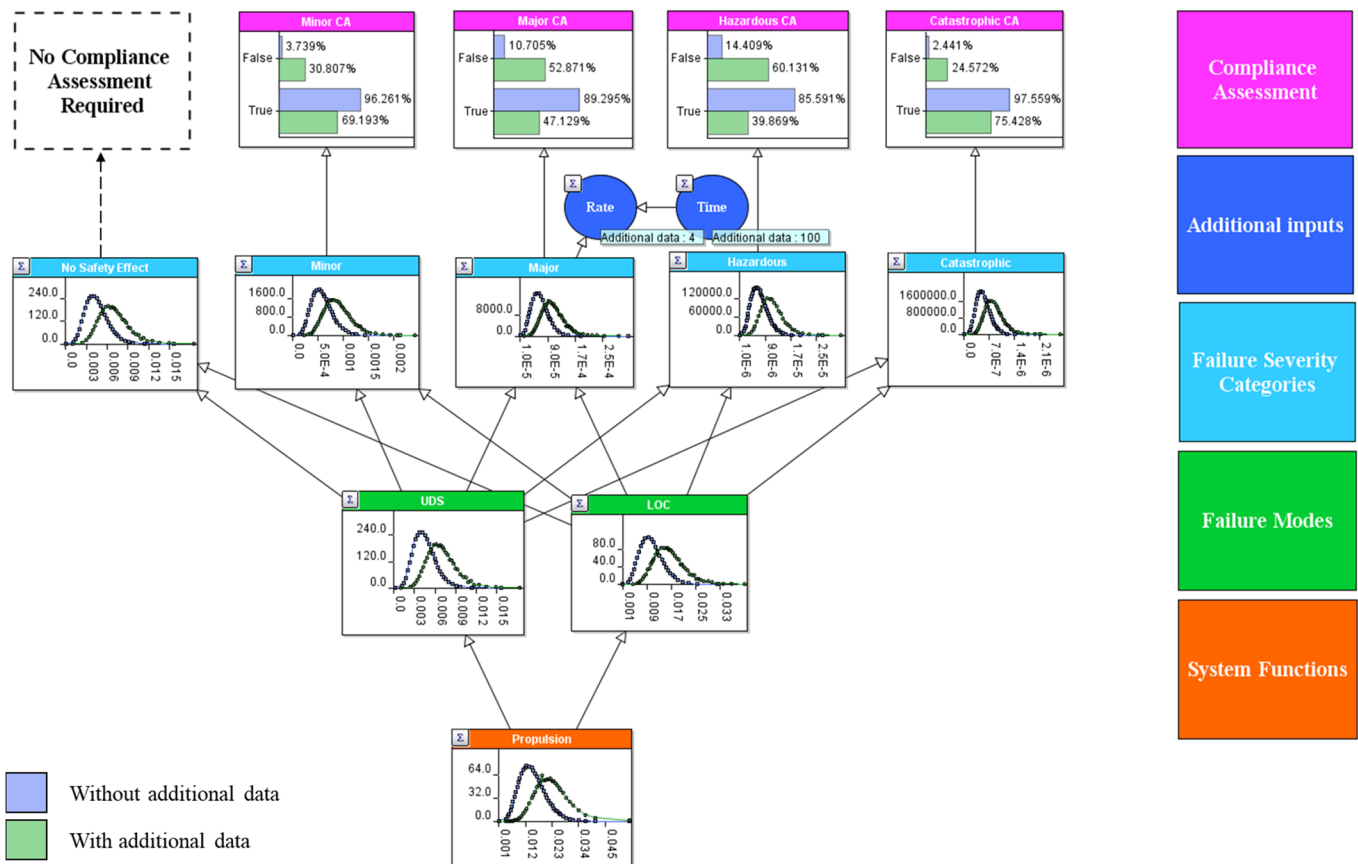 No Compliance
Assessment
Required
Minor CA
False
3.739%
30.807%
True
96.261%
69.193%
Major CA
False
10.705%
52.871%
True
89.295%
47.129%
Hazardous CA
False
14.409%
60.131%
True
85.591%
39.869%
Catastrophic CA
False
2.441%
24.572%
True
97.559%
75.428%
Compliance
Assessment
Σ
Rate
Σ
Time
Additional data : 4
Additional data : 100
Additional inputs
Σ
No Safety Effect
240.0
120.0
0.0
0.0
0.003
0.006
0.009
0.012
0.015
Σ
Minor
1600.0
800.0
0.0
0.0
5.0E-4
0.001
0.0015
0.002
Σ
Major
8000.0
0.0
1.0E-5
9.0E-5
1.7E-4
2.5E-4
Σ
Hazardous
120000.0
60000.0
0.0
1.0E-6
9.0E-6
1.7E-5
2.5E-5
Σ
Catastrophic
1600000.0
800000.0
0.0
0.0
7.0E-7
1.4E-6
2.1E-6
Failure Severity
Categories
Σ
UDS
240.0
120.0
0.0
0.0
0.003
0.006
0.009
0.012
0.015
Σ
LOC
80.0
40.0
0.0
0.001
0.009
0.017
0.025
0.033
Failure Modes
System Functions
Σ
Propulsion
64.0
32.0
0.0
0.001
0.012
0.023
0.034
0.045
Without additional data
With additional data